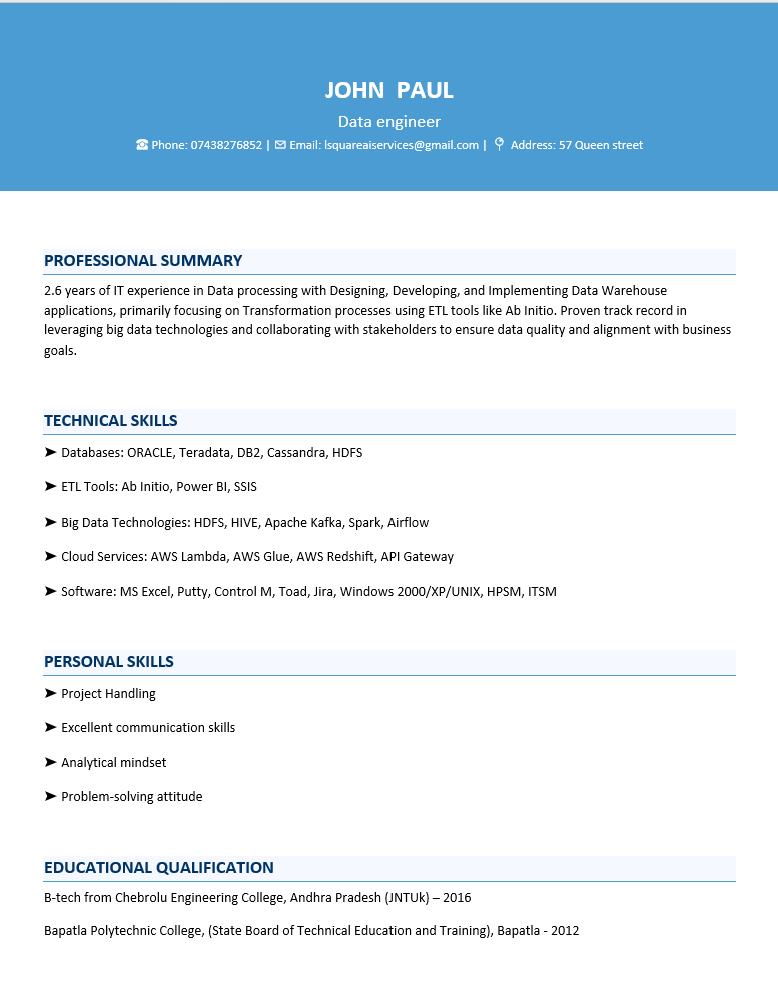 JOHN PAUL
Data engineer
Phone: 07438276852 | Email: lsquareaiservices@gmail.com | Address: 57 Queen street
PROFESSIONAL SUMMARY
2.6 years of IT experience in Data processing with Designing, Developing, and Implementing Data Warehouse
applications, primarily focusing on Transformation processes using ETL tools like Ab Initio. Proven track record in
leveraging big data technologies and collaborating with stakeholders to ensure data quality and alignment with business
goals.
TECHNICAL SKILLS
➤ Databases: ORACLE, Teradata, DB2, Cassandra, HDFS
➤ ETL Tools: Ab Initio, Power BI, SSIS
➤ Big Data Technologies: HDFS, HIVE, Apache Kafka, Spark, Airflow
➤ Cloud Services: AWS Lambda, AWS Glue, AWS Redshift, API Gateway
➤ Software: MS Excel, Putty, Control M, Toad, Jira, Windows 2000/XP/UNIX, HPSM, ITSM
PERSONAL SKILLS
➤ Project Handling
➤ Excellent communication skills
➤ Analytical mindset
➤ Problem-solving attitude
EDUCATIONAL QUALIFICATION
B-tech from Chebrolu Engineering College, Andhra Pradesh (JNTUk) – 2016
Bapatla Polytechnic College, (State Board of Technical Education and Training), Bapatla - 2012